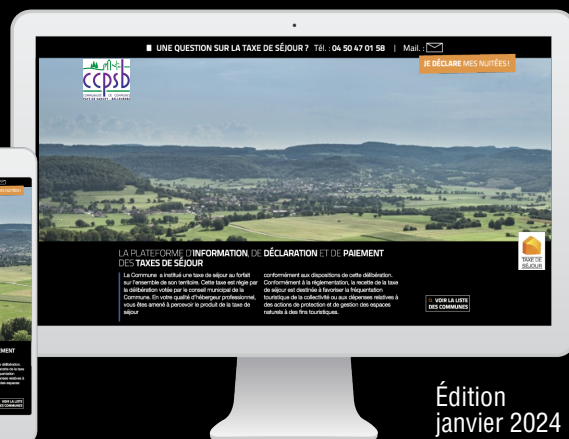 UNE QUESTION SUR LA TAXE DE SÉJOUR ? Tél. : 04 50 47 01 58 | Mail. :
JE DÉCLARE MES NUITÉES !
ccpsb
LA PLATEFORME D'INFORMATION, DE DÉCLARATION ET DE PAIEMENT
DES TAXES DE SÉJOUR
La Commune a institué une taxe de séjour au forfait
sur l'ensemble de son territoire. Cette taxe est régie par
la délibération votée par le conseil municipal de la
Commune. En votre qualité d'hébergeur professionnel,
vous êtes amené à percevoir le produit de la taxe de
séjour
conformément aux dispositions de cette délibération.
Conformément à la réglementation, la recette de la taxe
de séjour est destinée à favoriser la fréquentation
touristique de la collectivité ou aux dépenses relatives à
des actions de protection et de gestion des espaces
naturels à des fins touristiques.
TAXE DE
SÉJOUR
VOIR LA LISTE
DES COMMUNES
VOIR LA LISTE
DES COMMUNES
Édition
janvier 2024